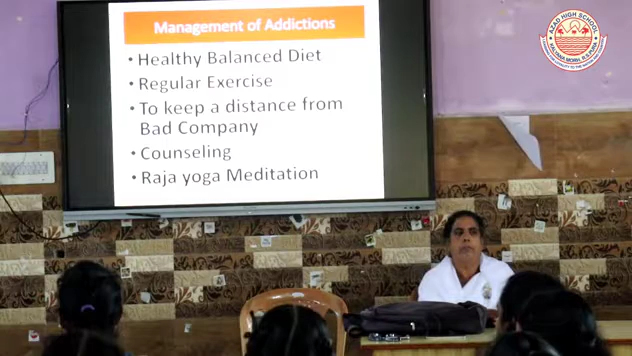 Management of Addictions
• Healthy Balanced Diet
• Regular Exercise
• To keep a distance from
Bad Company
• Counseling
• Raja yoga Meditation
AZAD HIGH SCHOOL